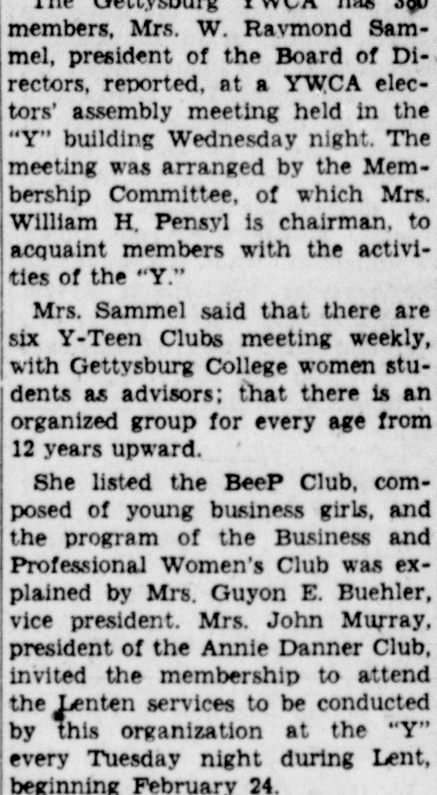 The Gettysburg YWCA has 380
members, Mrs. W. Raymond Sam-
mel, president of the Board of Di-
rectors, reported, at a YWCA elec-
tors' assembly meeting held in the
"Y" building Wednesday night. The
meeting was arranged by the Mem-
bership Committee, of which Mrs.
William H. Pensyl is chairman, to
acquaint members with the activi-
ties of the "Y."
Mrs. Sammel said that there are
six Y-Teen Clubs meeting weekly,
with Gettysburg College women stu-
dents as advisors; that there is an
organized group for every age from
12 years upward.
She listed the BeeP Club, com-
posed of young business girls, and
the program of the Business and
Professional Women's Club was ex-
plained by Mrs. Guyon E. Buehler,
vice president. Mrs. John Murray,
president of the Annie Danner Club,
invited the membership to attend
the Lenten services to be conducted
by this organization at the "Y"
every Tuesday night during Lent,
beginning February 24.